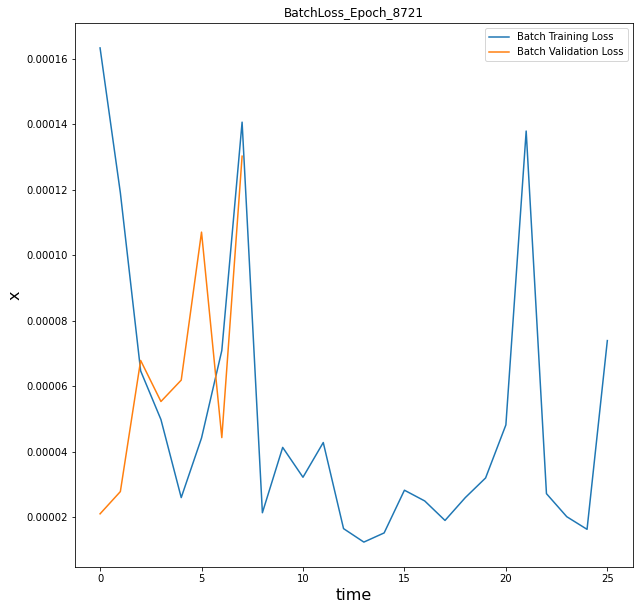 BatchLoss_Epoch_8721
Batch Training Loss
Batch Validation Loss
0.00016
0.00014
0.00012
0.00010
0.00008
0.00006
0.00004
0.00002
x
0 5 10 15 20 25
time